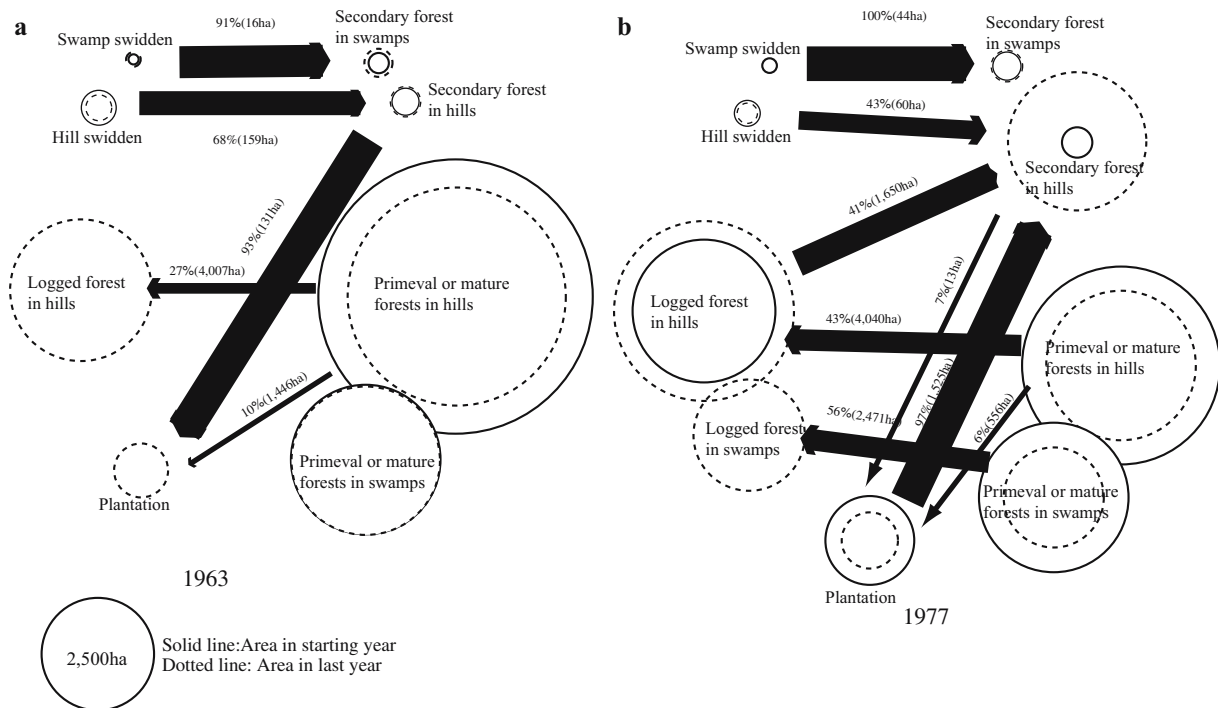 a
91%(16ha)
Swamp swidden
Secondary forest
in swamps
Hill swidden
68%(159ha)
Secondary forest
in hills
93%(131ha)
Logged forest
in hills
27%(4,007ha)
Primeval or mature
forests in hills
10%(1,446ha)
Primeval or mature
forests in swamps
Plantation
1963
2,500ha
Solid line:Area in starting year
Dotted line: Area in last year
b
100%(44ha)
Swamp swidden
Secondary forest
in swamps
Hill swidden
43%(60ha)
Secondary forest
in hills
41%(1,650ha)
7%(13ha)
Logged forest
in hills
43%(4,040ha)
Primeval or mature
forests in hills
97%(1,525ha)
6%(556ha)
Logged forest
in swamps
56%(2,471ha)
Primeval or mature
forests in swamps
Plantation
1977